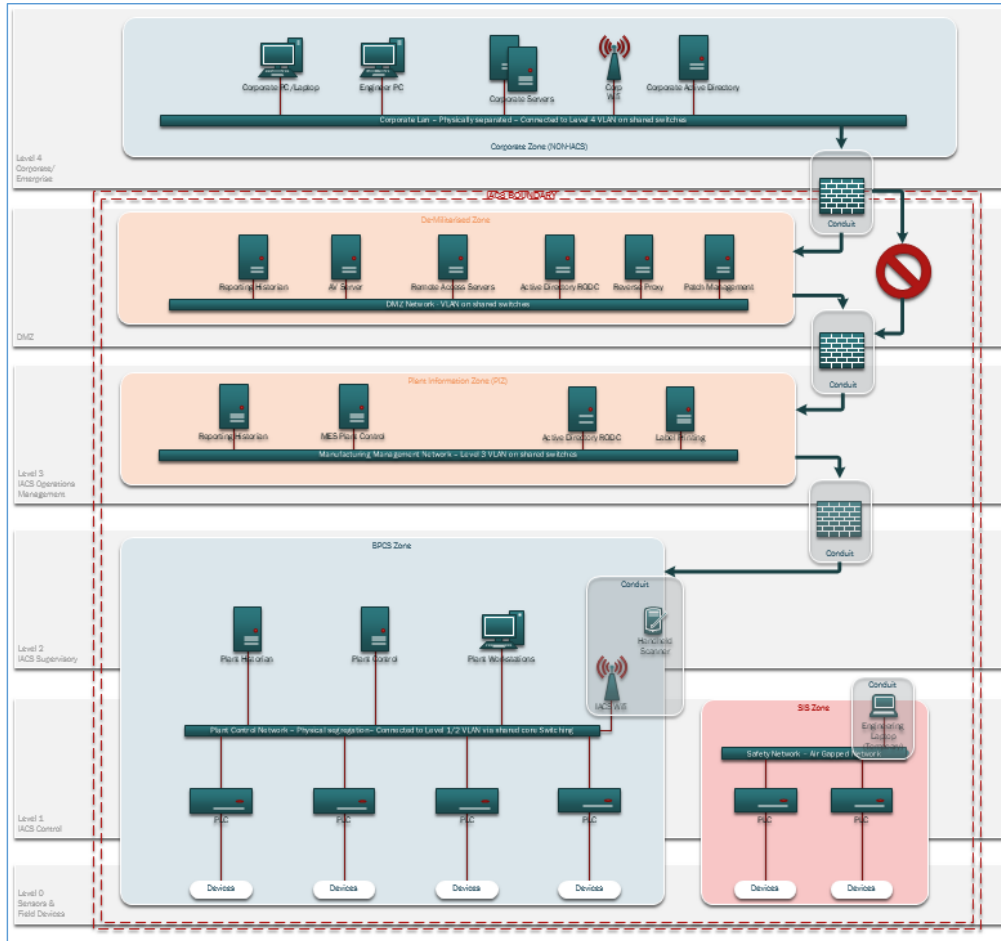 Corporate PC/Laptop
Engineer PC
Corporate Servers
Corp
Wifi
Corporate Active Directory
Corporate Lan – Physically separated – Connected to Level 4 VLAN on shared switches
Corporate Zone (NON-IACS)
Level 4
Corporate/
Enterprise
IACS BOUNDARY
Conduit
De-Militarised Zone
Reporting Historian
AV Server
Remote Access Servers
Active Directory RODC
Reverse Proxy
Patch Management
DMZ Network - VLAN on shared switches
DMZ
Conduit
Plant Information Zone (PIZ)
Reporting Historian
MES Plant Control
Active Directory RODC
Label Printing
Manufacturing Management Network – Level 3 VLAN on shared switches
Level 3
IACS Operations
Management
Conduit
BPCS Zone
Conduit
Handheld
Scanner
Plant Historian
Plant Control
Plant Workstations
Level 2
IACS Supervisory
IACS Wifi
Conduit
SIS Zone
Engineering
Laptop
(Temporary)
Plant Control Network – Physical segregation– Connected to Level 1/2 VLAN via shared core Switching
Safety Network – Air Gapped Network
PLC
PLC
PLC
PLC
PLC
PLC
Level 1
IACS Control
Devices
Devices
Devices
Devices
Devices
Devices
Level 0
Sensors &
Field Devices